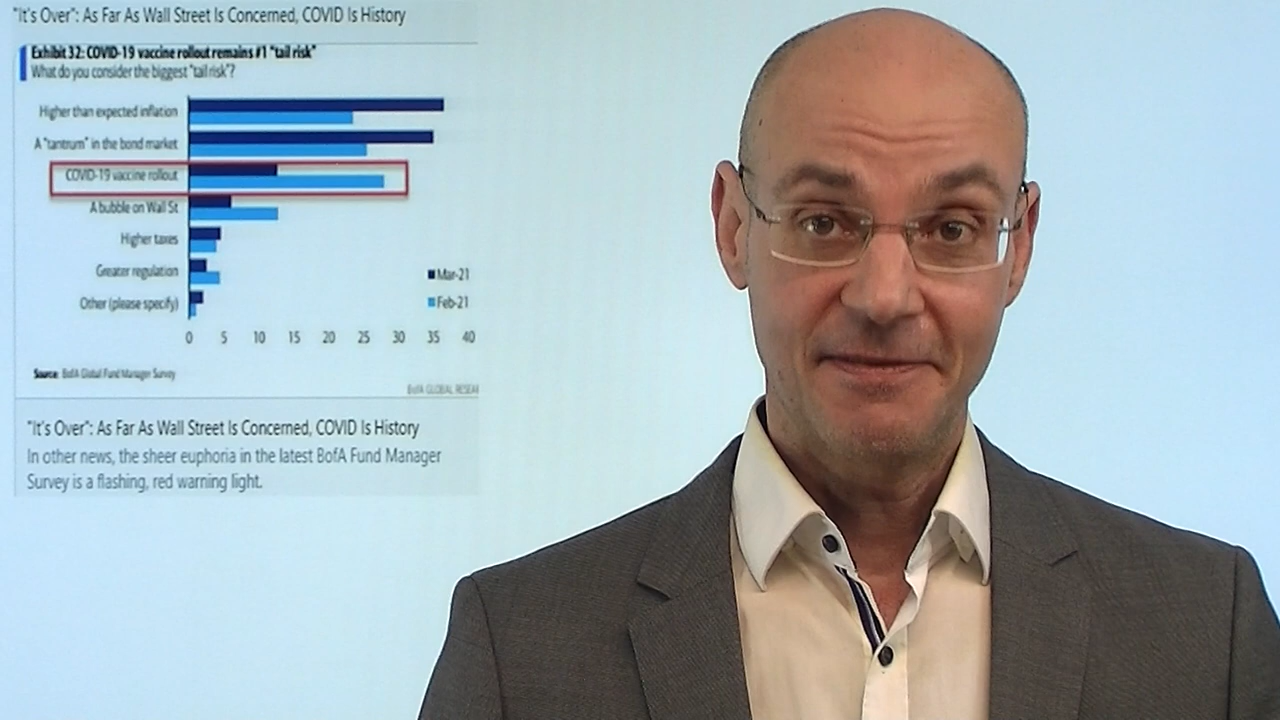 "It's Over": As Far As Wall Street Is Concerned, COVID Is History
Exhibit 32: COVID-19 vaccine rollout remains #1 "tail risk"
What do you consider the biggest "tail risk"?
Higher than expected inflation
A "tantrum" in the bond market
COVID-19 vaccine rollout
A bubble on Wall St
Higher taxes
Greater regulation
Other (please specify)
Mar-21
Feb-21
0 5 10 15 20 25 30 35 40
Source: BofA Global Fund Manager Survey
BofA GLOBAL RESEA
"It's Over": As Far As Wall Street Is Concerned, COVID Is History
In other news, the sheer euphoria in the latest BofA Fund Manager
Survey is a flashing, red warning light.